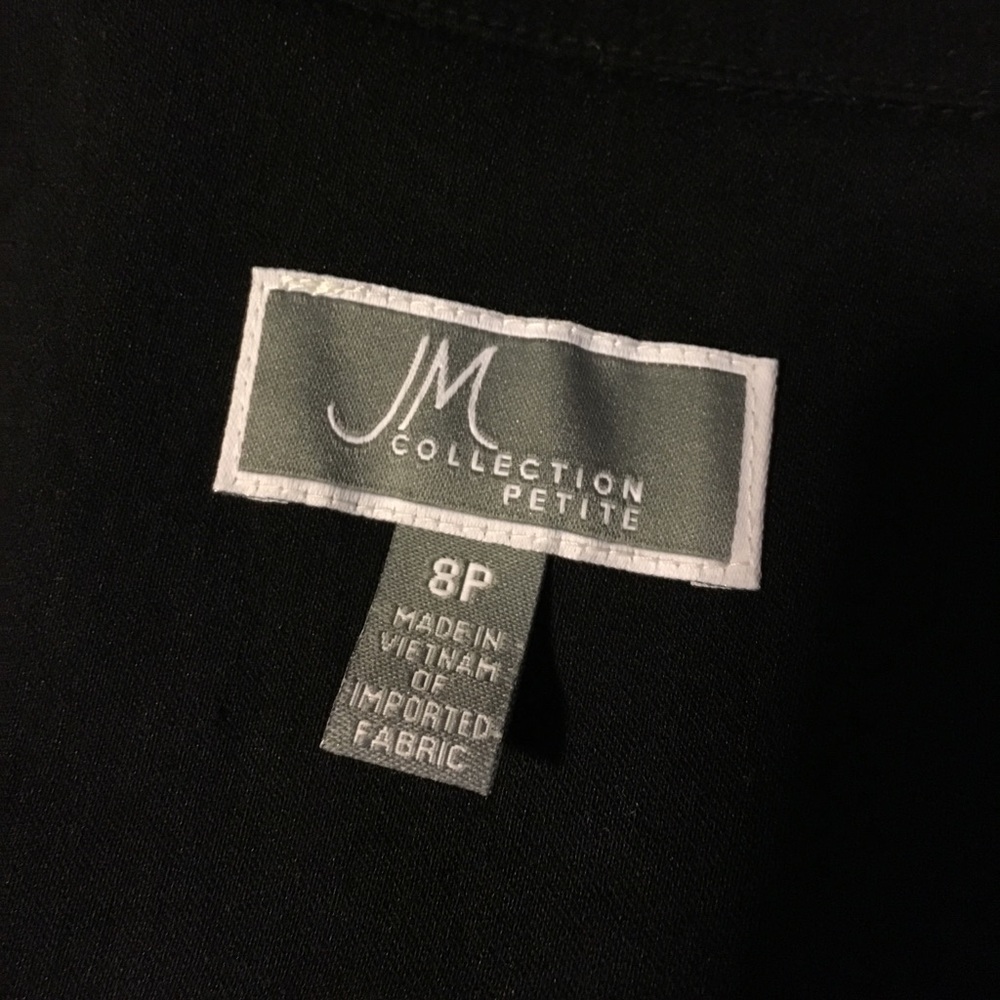 JM
COLLECTION
PETITE
8P
MADE IN
VIETNAM
OF
IMPORTED
FABRIC